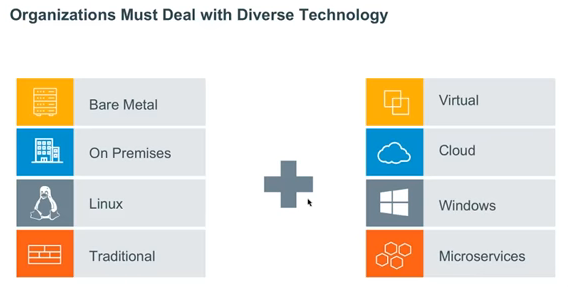 Organizations Must Deal with Diverse Technology
Bare Metal
On Premises
Linux
Traditional
Virtual
Cloud
Windows
Microservices